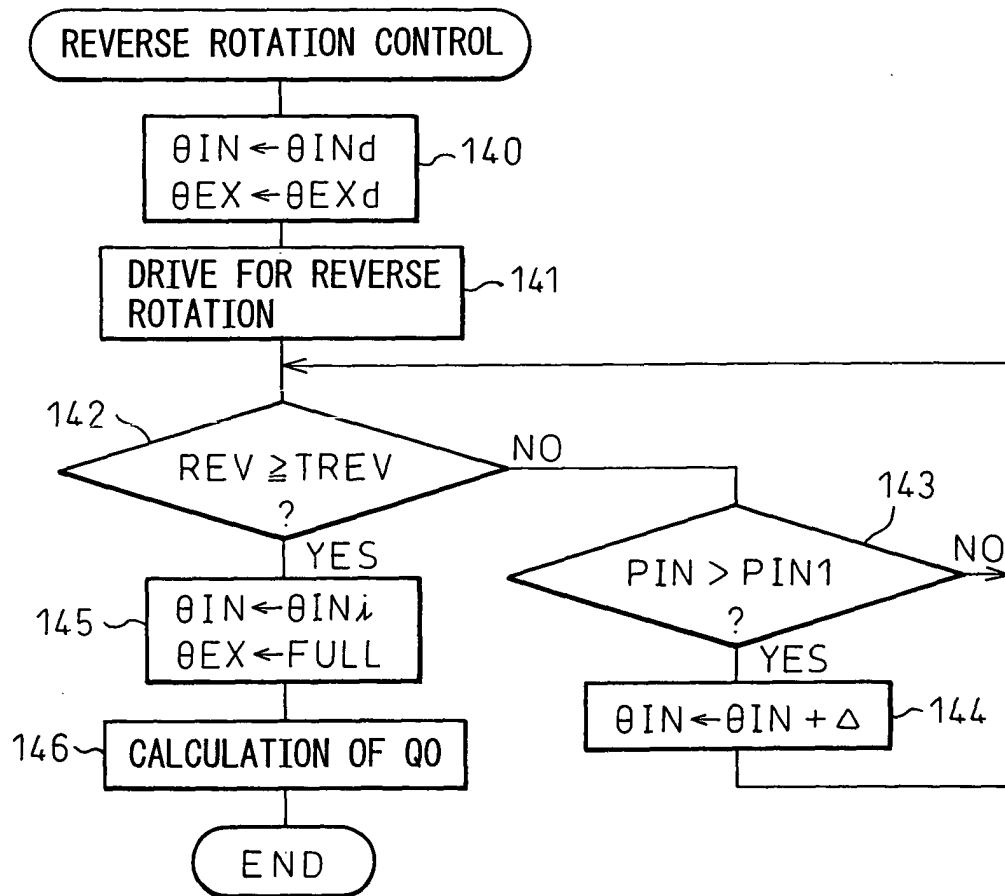 REVERSE ROTATION CONTROL
θIN ← θINd
θEX ← θEXd
140
DRIVE FOR REVERSE
ROTATION
141
142
REV ≧ TREV
?
NO
YES
143
PIN > PIN1
?
NO
YES
θIN ← θIN + Δ
144
145
θIN ← θINi
θEX ← FULL
146
CALCULATION OF Q0
END